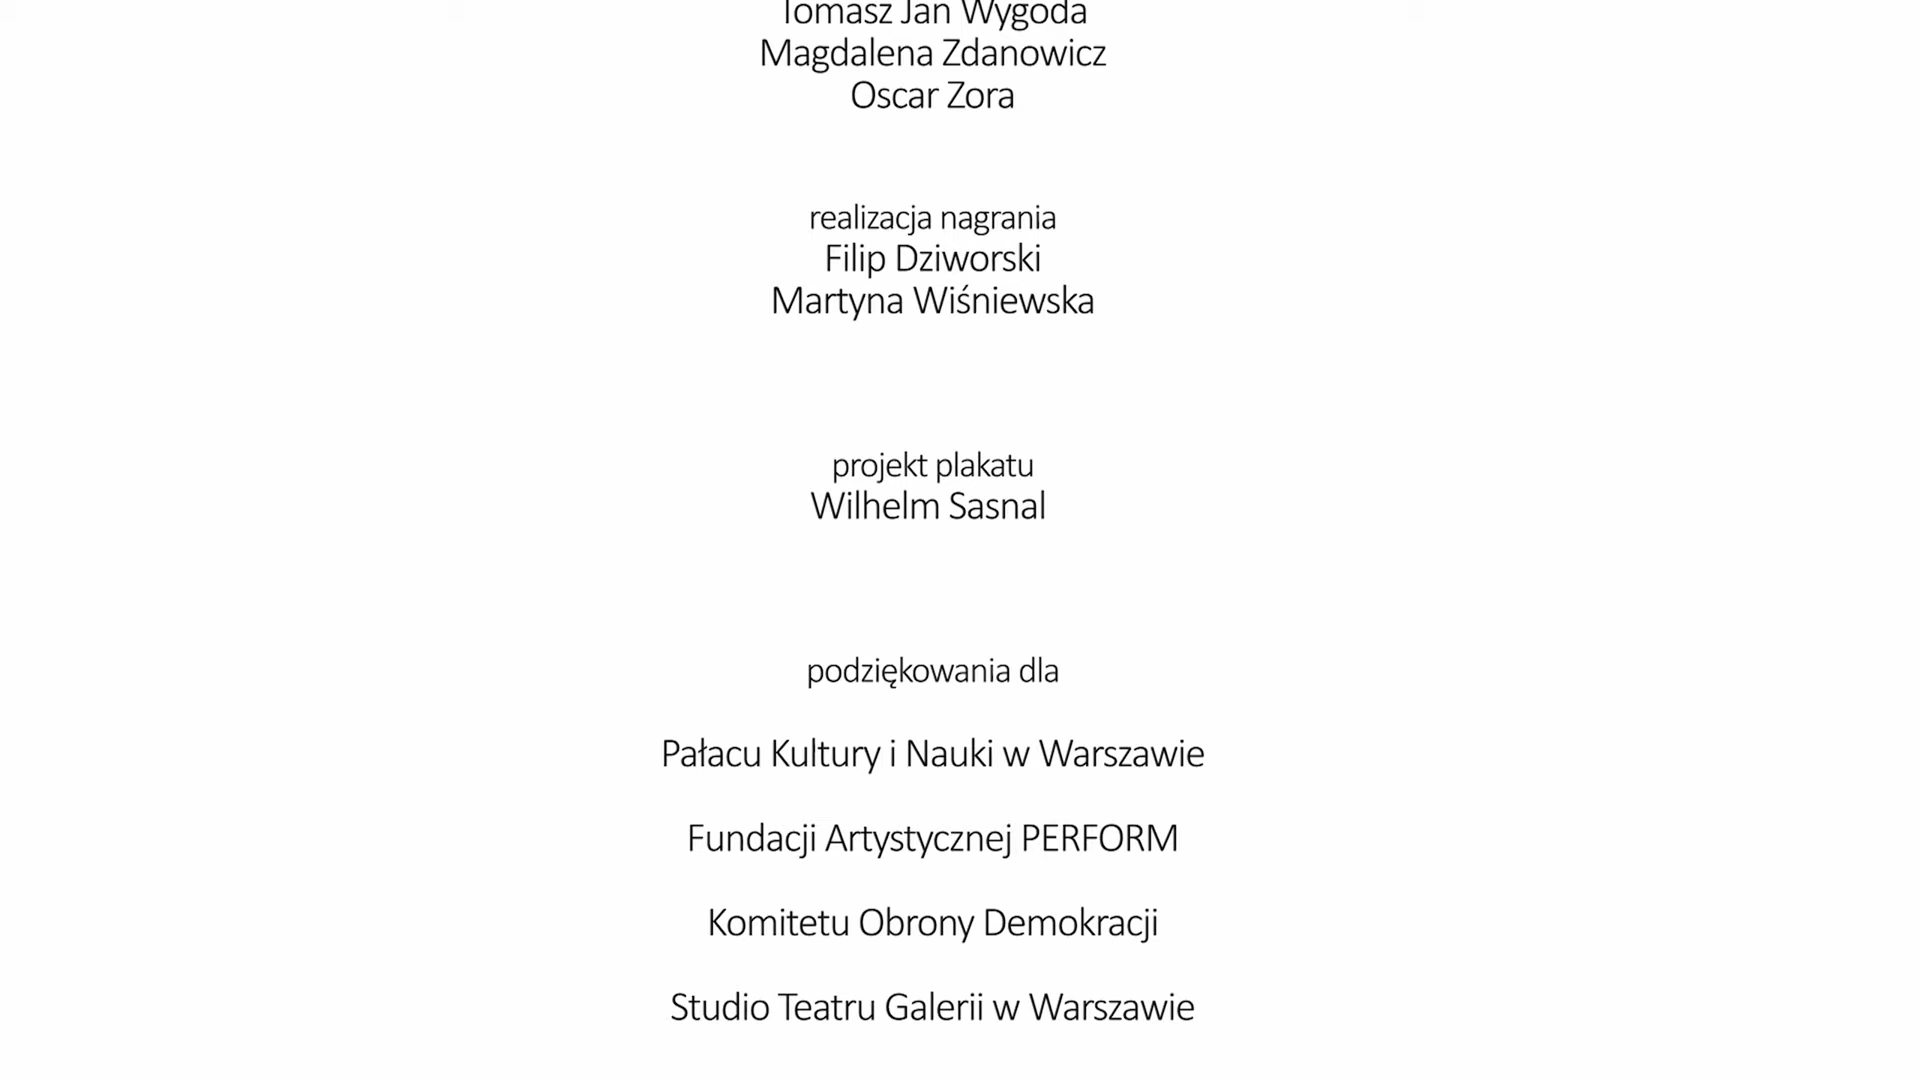 Tomasz Jan Wygoda
Magdalena Zdanowicz
Oscar Zora
realizacja nagrania
Filip Dziworski
Martyna Wiśniewska
projekt plakatu
Wilhelm Sasnal
podziękowania dla
Pałacu Kultury i Nauki w Warszawie
Fundacji Artystycznej PERFORM
Komitetu Obrony Demokracji
Studio Teatru Galerii w Warszawie